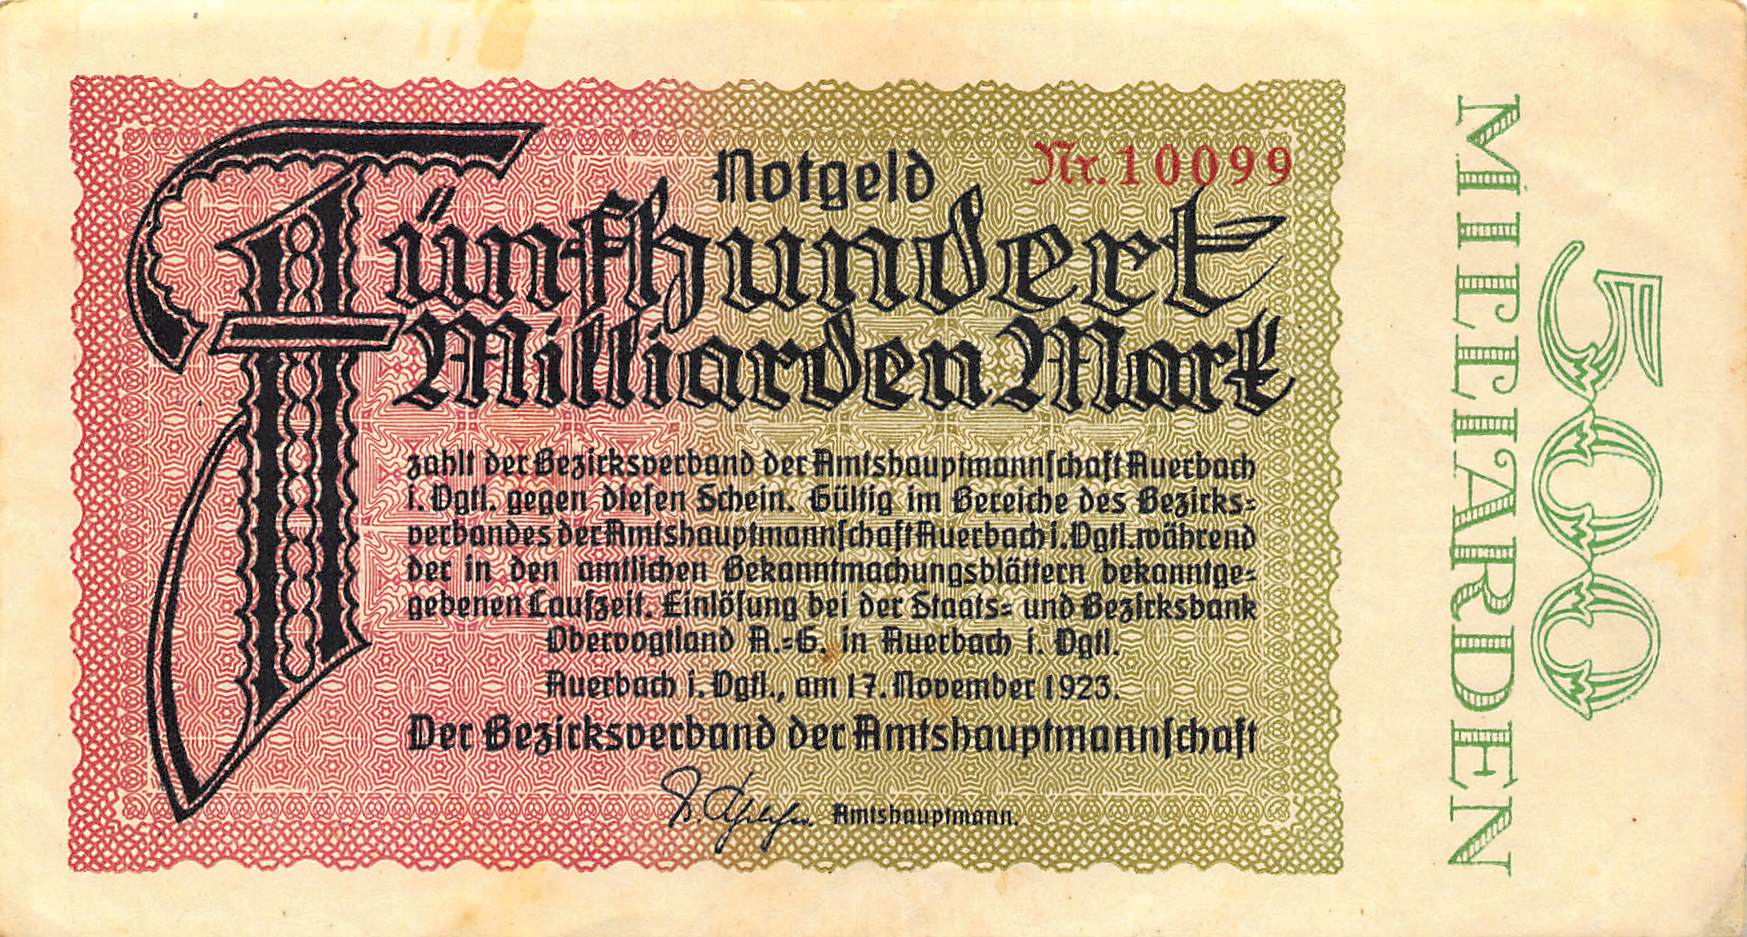 Notgeld
Nr. 10099
Fünfhundert
Milliarden Mark
zahlt der Bezirksverband der Amtshauptmannschaft Auerbach
i. Vgtl. gegen diesen Schein. Gültig im Bereiche des Bezirks-
verbandes der Amtshauptmannschaft Auerbach i. Vgtl. während
der in den amtlichen Bekanntmachungsblättern bekanntge-
gebenen Laufzeit. Einlösung bei der Staats- und Bezirksbank
Obervogtland A.-G. in Auerbach i. Vgtl.
Auerbach i. Vgtl., am 17. November 1923.
Der Bezirksverband der Amtshauptmannschaft
Amtshauptmann.
500
MILLIARDEN